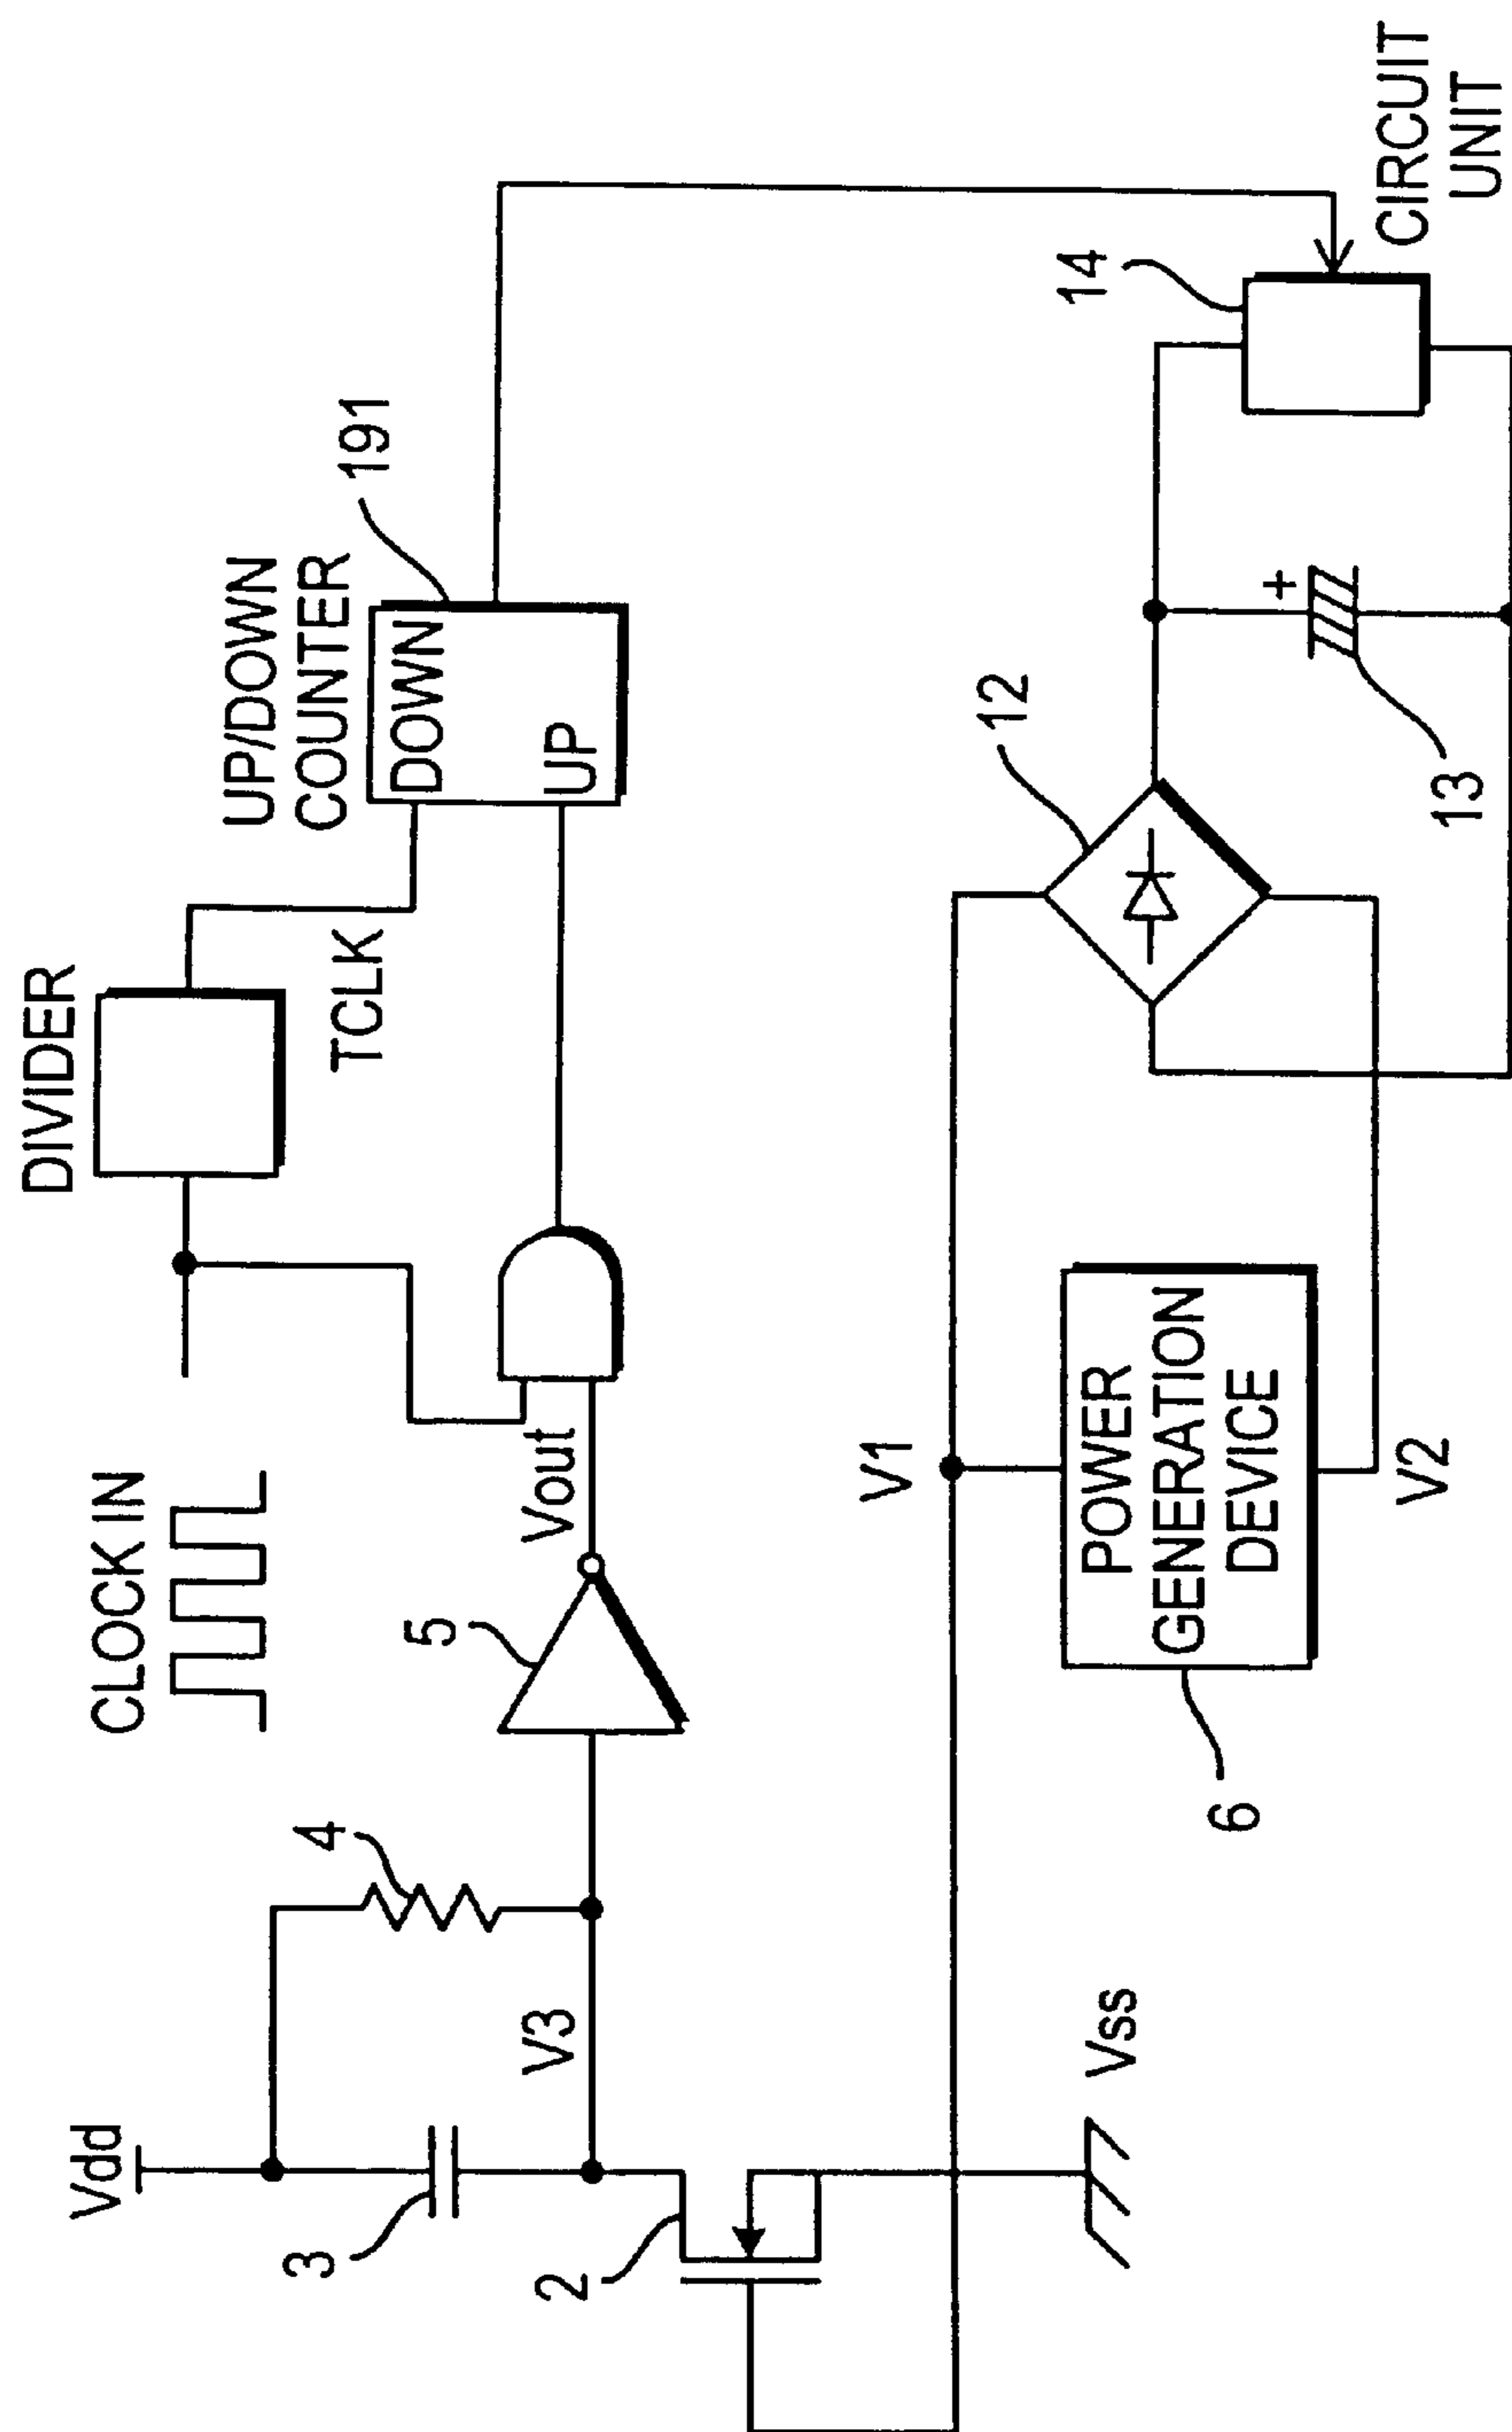 DIVIDER
CLOCK IN
Vdd
UP/DOWN
COUNTER
191
TCLK
DOWN
UP
3
4
5
V3
Vout
2
V1
12
14
Vss
6
POWER
GENERATION
DEVICE
V2
+
13
CIRCUIT
UNIT